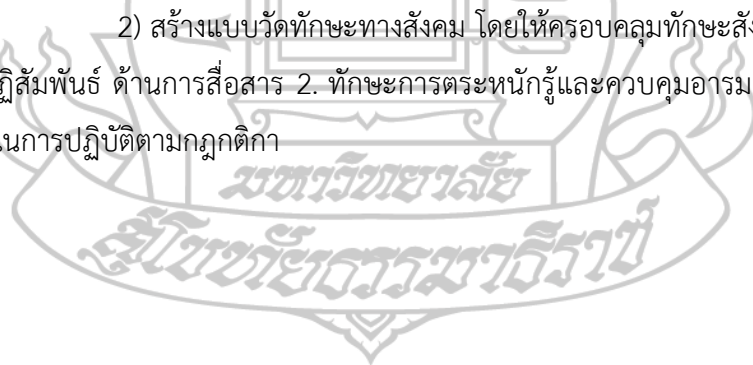 2) สร้างแบบวัดทักษะทางสังคม โดยให้ครอบคลุมทักษะสัง
ฏิสัมพันธ์ ด้านการสื่อสาร 2. ทักษะการตระหนักรู้และควบคุมอารม
นการปฏิบัติตามกฎกติกา
มหาวิทยาลัย
สุโขทัยธรรมาธิราช